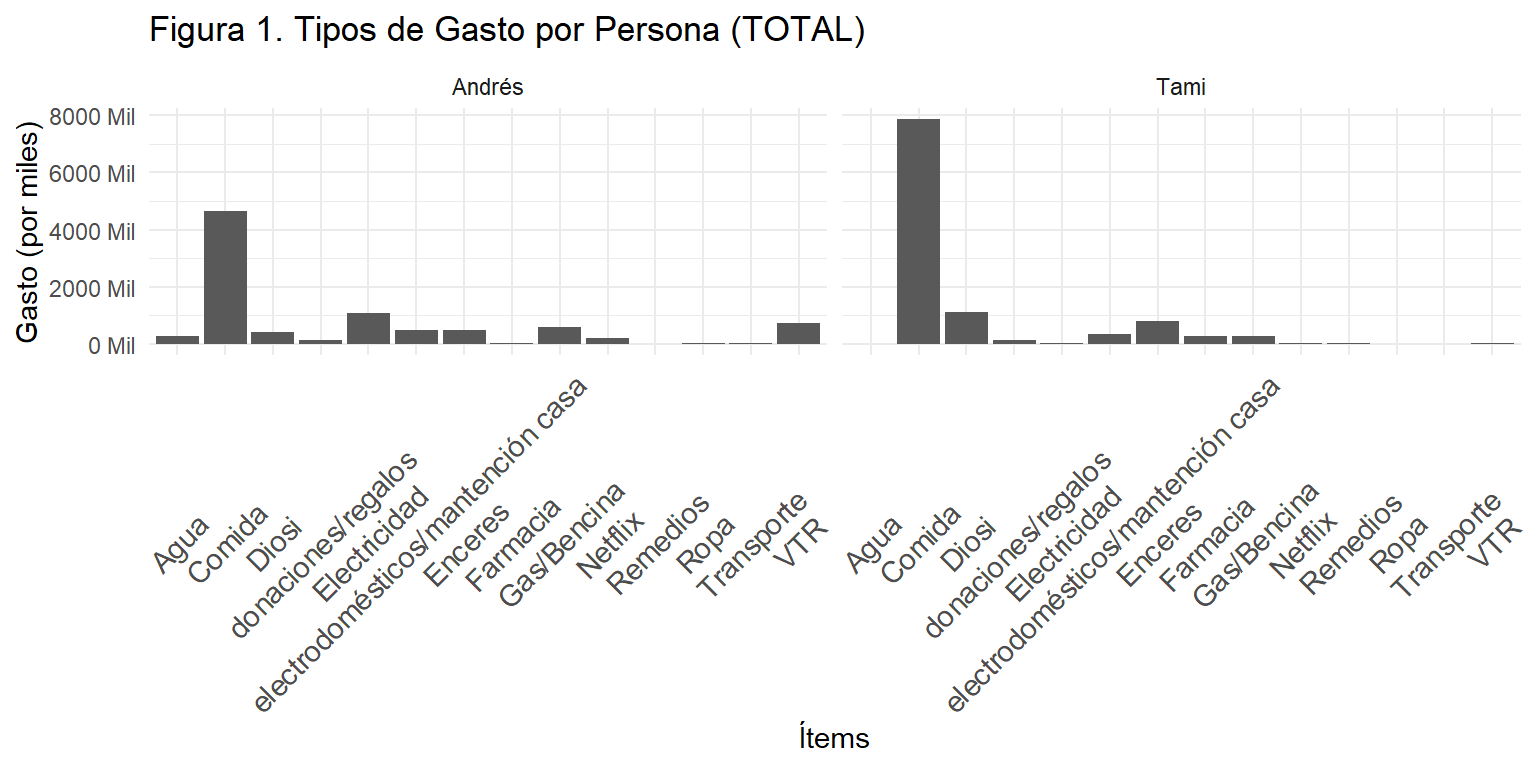 Figura 1. Tipos de Gasto por Persona (TOTAL)
Andrés
Tami
Gasto (por miles)
8000 Mil
6000 Mil
4000 Mil
2000 Mil
0 Mil
Agua
Comida
Diosi
donaciones/regalos
Electricidad
electrodomésticos/mantención casa
Enceres
Farmacia
Gas/Bencina
Netflix
Remedios
Ropa
Transporte
VTR
Agua
Comida
Diosi
donaciones/regalos
Electricidad
electrodomésticos/mantención casa
Enceres
Farmacia
Gas/Bencina
Netflix
Remedios
Ropa
Transporte
VTR
Ítems